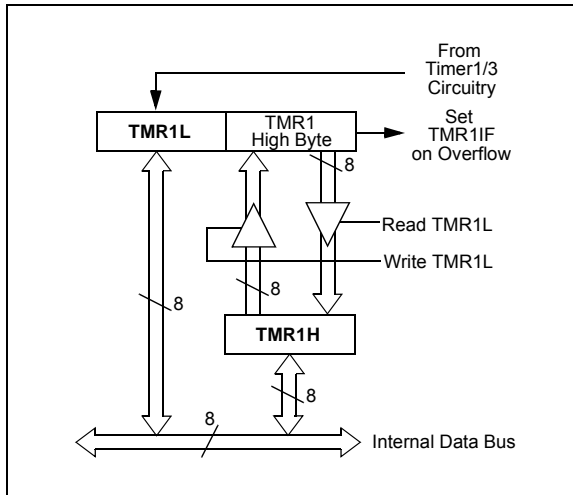 From
Timer1/3
Circuitry
TMR1L
TMR1
High Byte
Set
TMR1IF
on Overflow
8
Read TMR1L
Write TMR1L
8
8
TMR1H
8
8
Internal Data Bus